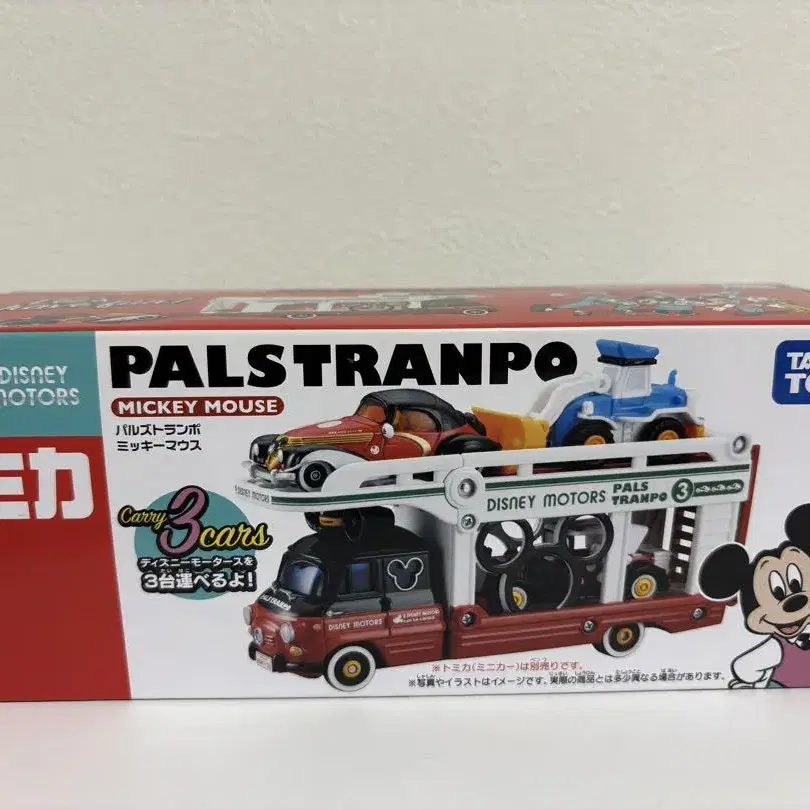 DISNEY
MOTORS
ミカ
PALSTRANPO
MICKEY MOUSE
パルズトランポ
ミッキーマウス
Carry
3
cars
ディズニーモータースを
3台運べるよ!
DISNEY MOTORS
PALS
TRANPO
3
PALSTRANPO
DISNEY MOTORS
※トミカ(ミニカー)は別売りです。
※写真やイラストはイメージです。実際の商品とは多少異なる場合があります。
TA
TO